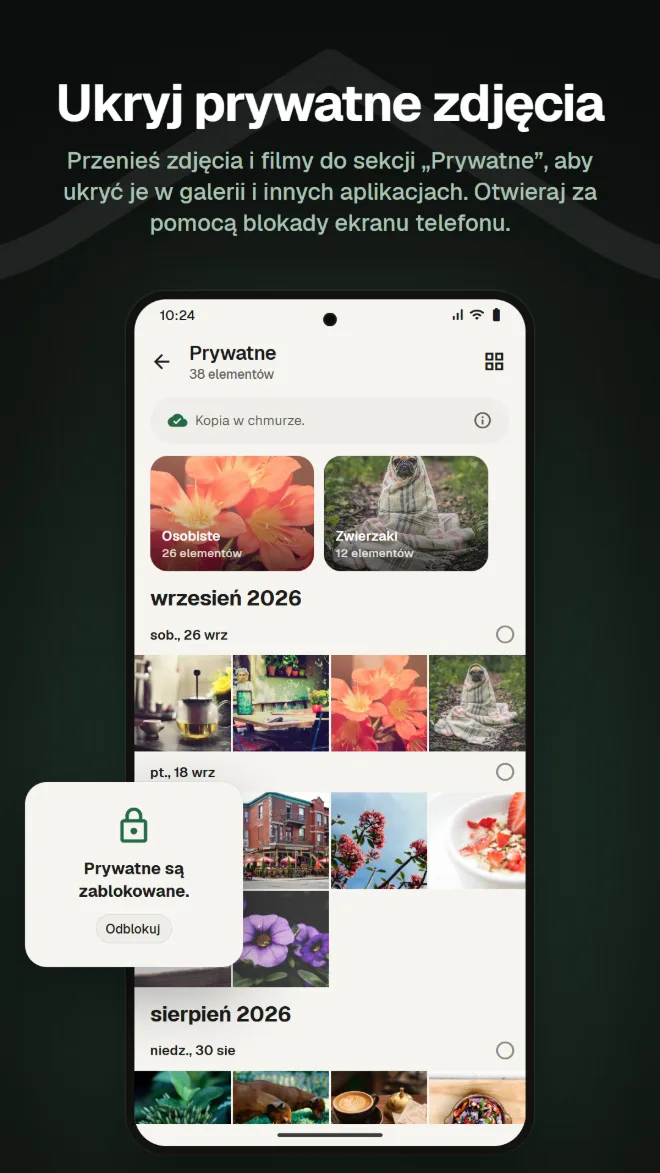 Ukryj prywatne zdjęcia
Przenieś zdjęcia i filmy do sekcji „Prywatne”, aby
ukryć je w galerii i innych aplikacjach. Otwieraj za
pomocą blokady ekranu telefonu.
10:24
Prywatne
38 elementów
Kopia w chmurze.
Osobiste
26 elementów
Zwierzaki
12 elementów
wrzesień 2026
sob., 26 wrz
pt., 18 wrz
Prywatne są
zablokowane.
Odblokuj
sierpień 2026
niedz., 30 sie